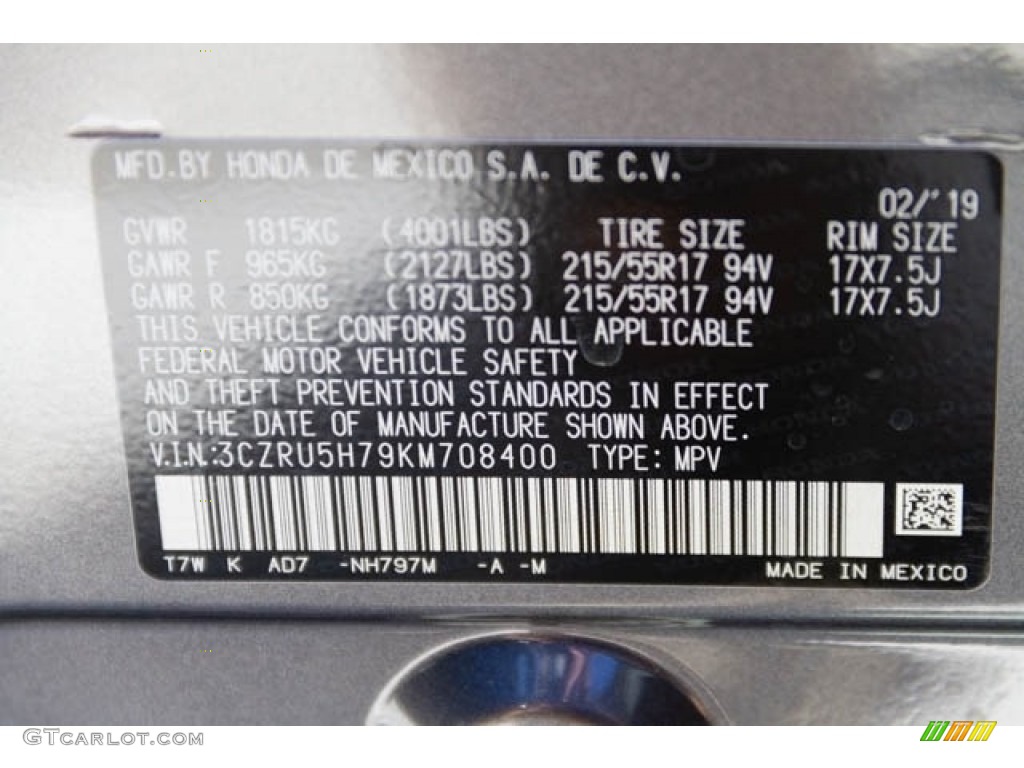 MFD.BY HONDA DE MEXICO S.A. DE C.V.
02/'19
GVWR 1815KG (4001LBS) TIRE SIZE RIM SIZE
GAWR F 965KG (2127LBS) 215/55R17 94V 17X7.5J
GAWR R 850KG (1873LBS) 215/55R17 94V 17X7.5J
THIS VEHICLE CONFORMS TO ALL APPLICABLE
FEDERAL MOTOR VEHICLE SAFETY
AND THEFT PREVENTION STANDARDS IN EFFECT
ON THE DATE OF MANUFACTURE SHOWN ABOVE.
V.I.N.:3CZRU5H79KM708400 TYPE: MPV
T7W K AD7 -NH797M -A -M MADE IN MEXICO
GTCARLOT.COM